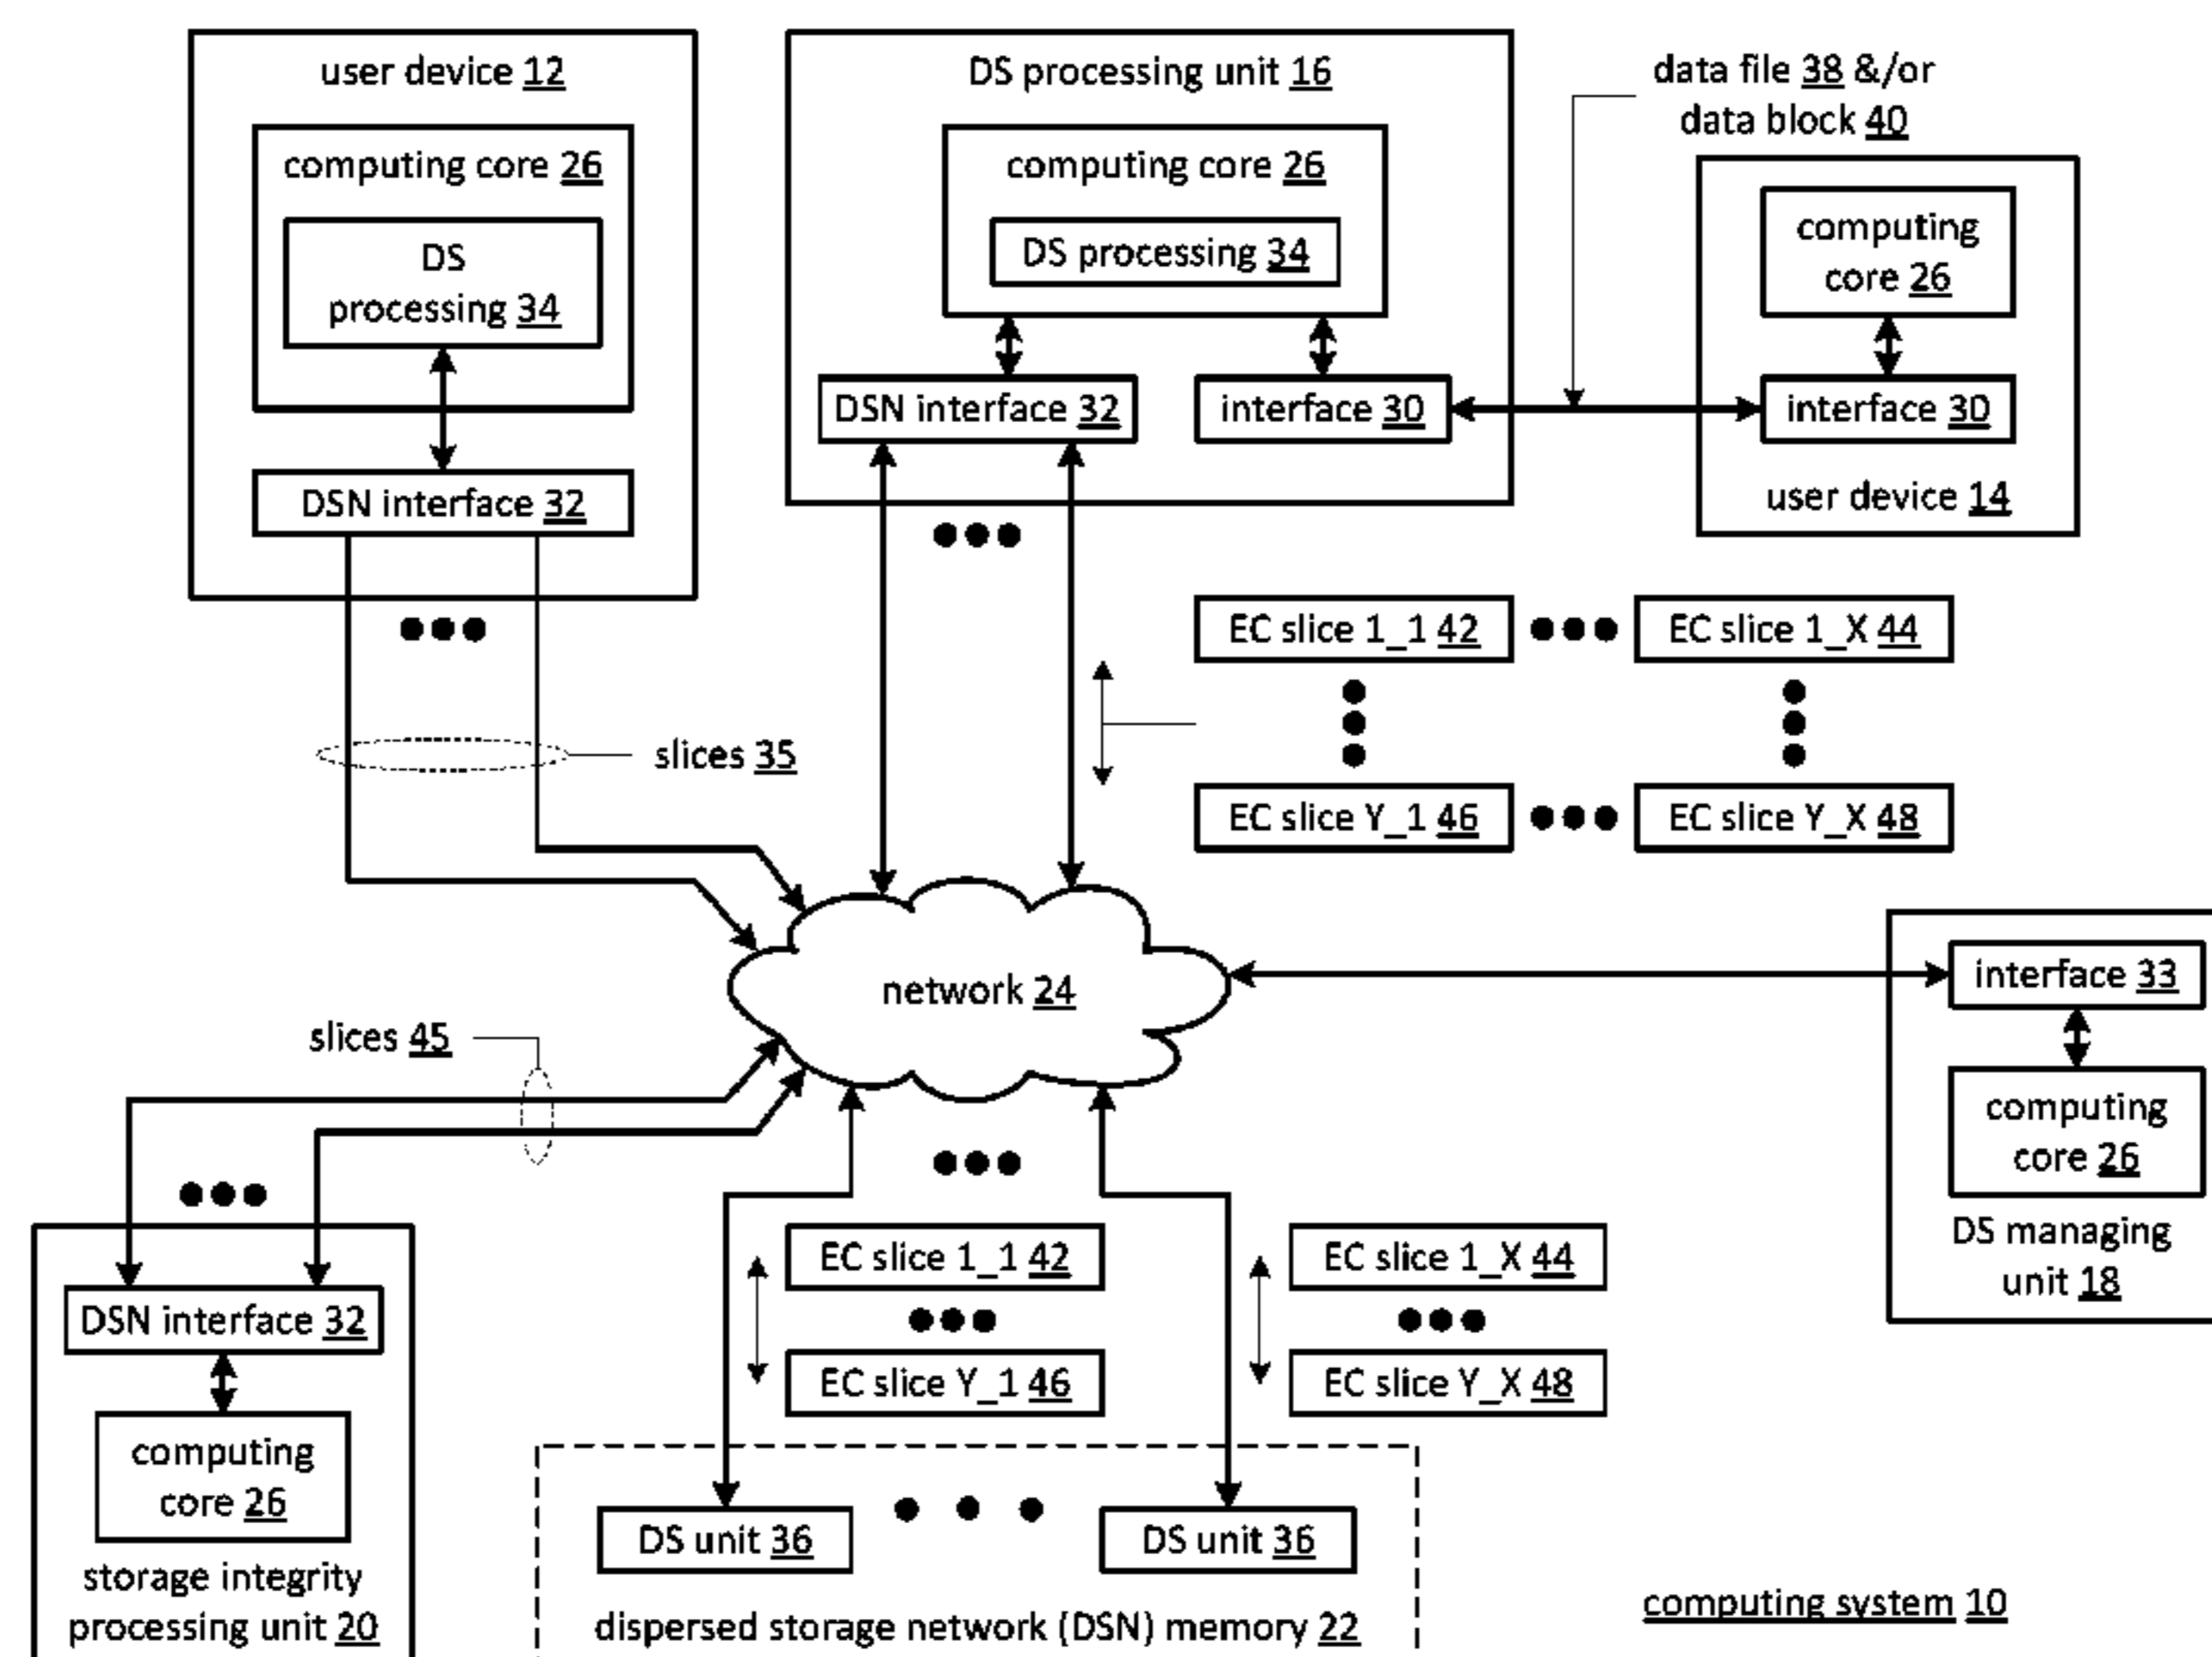 user device 12
computing core 26
DS
processing 34
DSN interface 32
DS processing unit 16
computing core 26
DS processing 34
DSN interface 32
interface 30
data file 38 &/or
data block 40
computing
core 26
interface 30
user device 14
slices 35
EC slice 1_1 42
EC slice 1_X 44
EC slice Y_1 46
EC slice Y_X 48
network 24
interface 33
computing
core 26
DS managing
unit 18
slices 45
DSN interface 32
computing
core 26
storage integrity
processing unit 20
EC slice 1_1 42
EC slice Y_1 46
EC slice 1_X 44
EC slice Y_X 48
DS unit 36
DS unit 36
dispersed storage network (DSN) memory 22
computing system 10